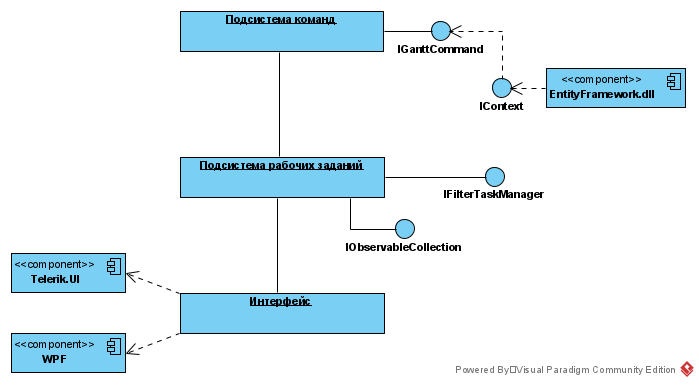 Подсистема команд
IGanttCommand
<<component>>
EntityFramework.dll
IContext
Подсистема рабочих заданий
IFilterTaskManager
IObservableCollection
<<component>>
Telerik.UI
Интерфейс
<<component>>
WPF
Powered By Visual Paradigm Community Edition